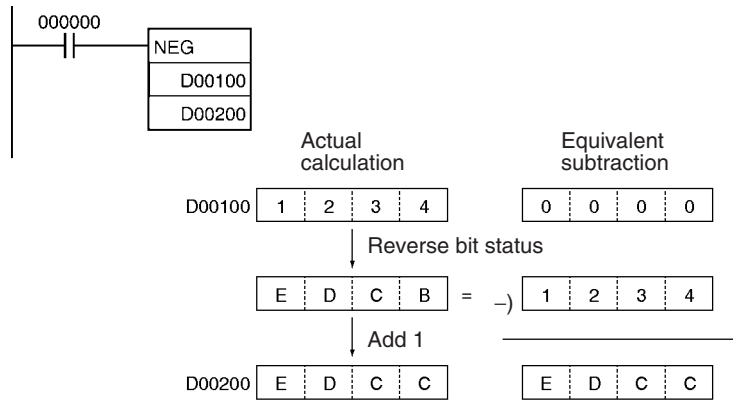 000000
NEG
D00100
D00200
Actual calculation
Equivalent subtraction
D00100 1 2 3 4 0 0 0 0
Reverse bit status
E D C B = –) 1 2 3 4
Add 1
D00200 E D C C E D C C